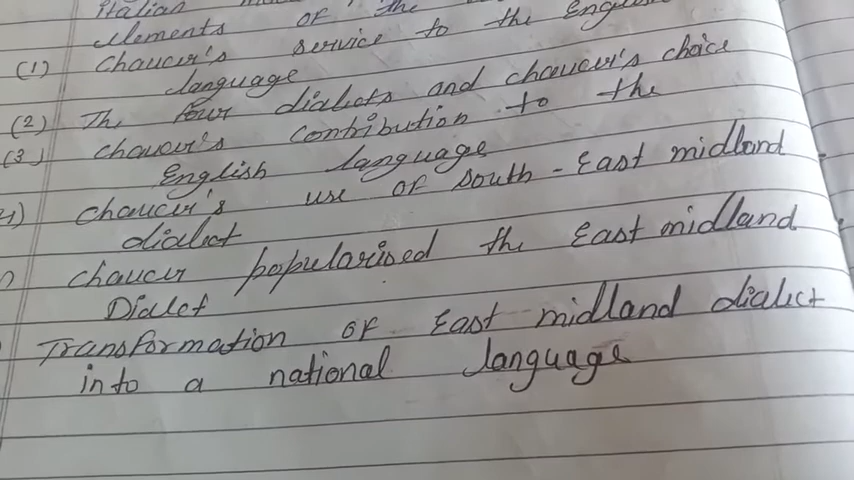 italian
elements of the
(1) chaucer's service to the
language
(2) The four dialects and chaucer's choice
(3) chaucer's contribution to the
English language
4) chaucer's use of south-East midland
dialect
chaucer popularised the East midland
Dialet
Transformation of East midland dialect
into a national language